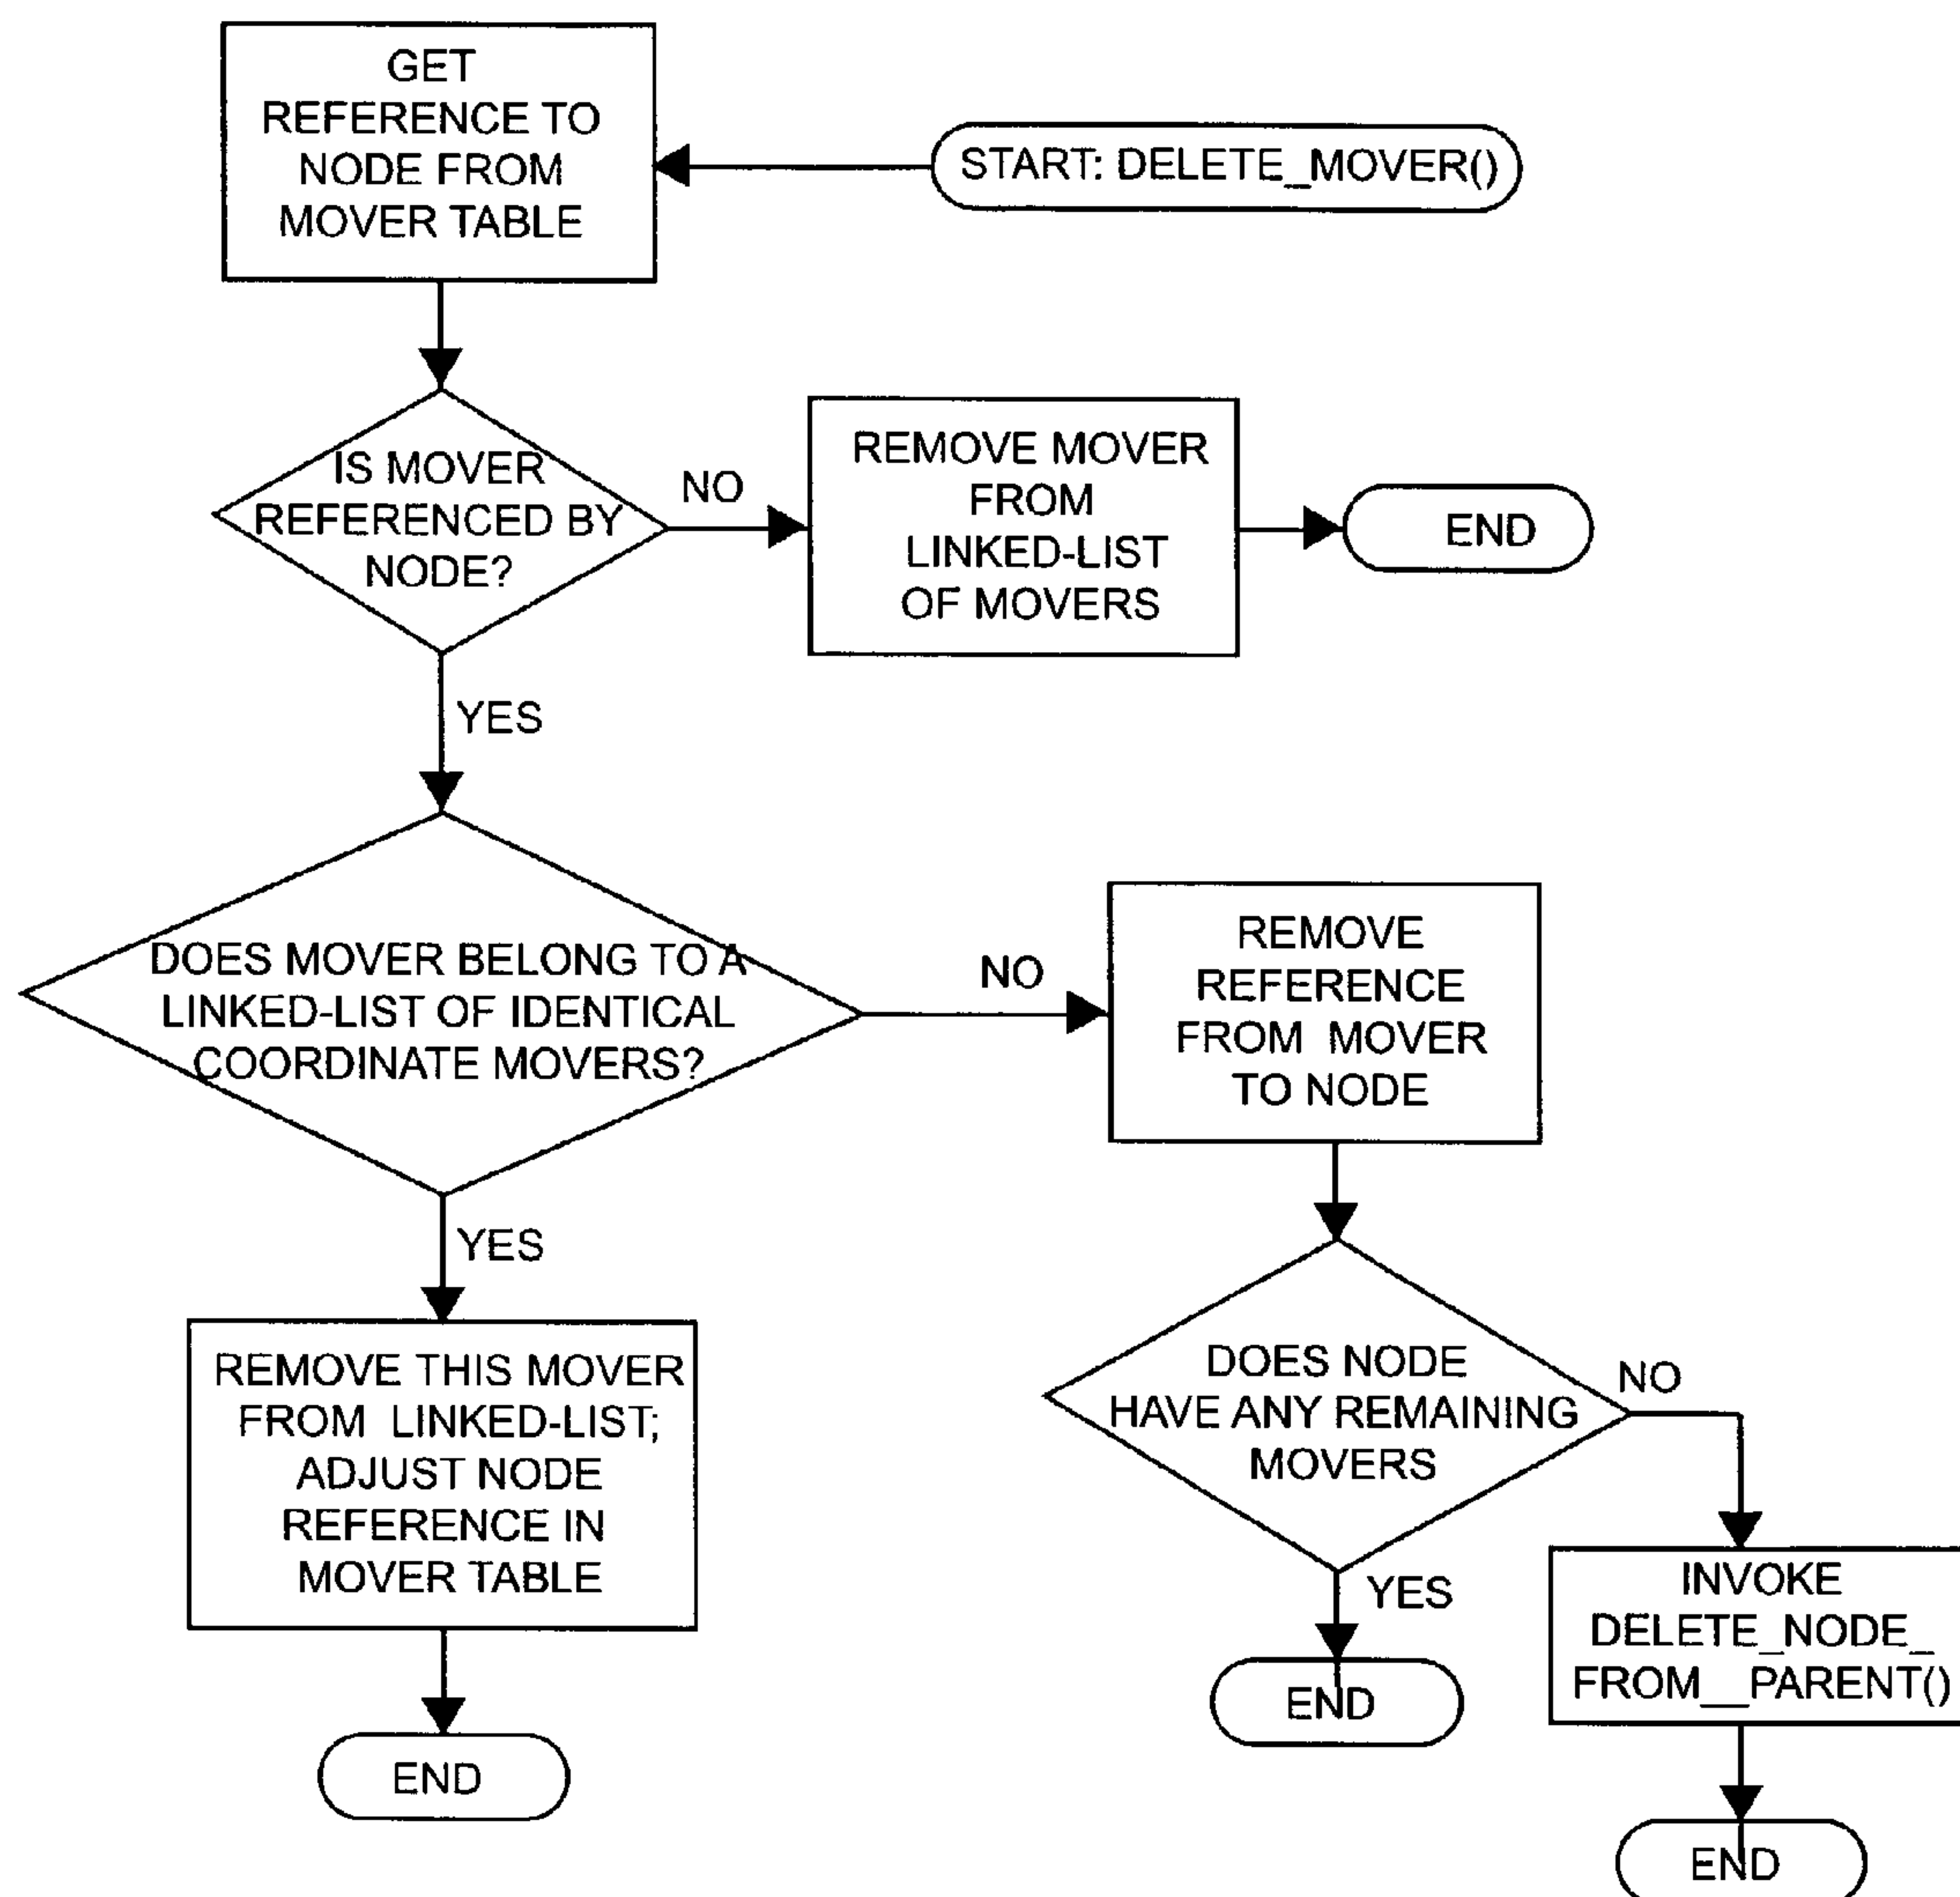 GET
REFERENCE TO
NODE FROM
MOVER TABLE
START: DELETE_MOVER()
IS MOVER
REFERENCED BY
NODE?
NO
REMOVE MOVER
FROM
LINKED-LIST
OF MOVERS
END
YES
DOES MOVER BELONG TO A
LINKED-LIST OF IDENTICAL
COORDINATE MOVERS?
NO
REMOVE
REFERENCE
FROM MOVER
TO NODE
YES
REMOVE THIS MOVER
FROM LINKED-LIST;
ADJUST NODE
REFERENCE IN
MOVER TABLE
END
DOES NODE
HAVE ANY REMAINING
MOVERS
NO
YES
END
INVOKE
DELETE_NODE_
FROM__PARENT()
END